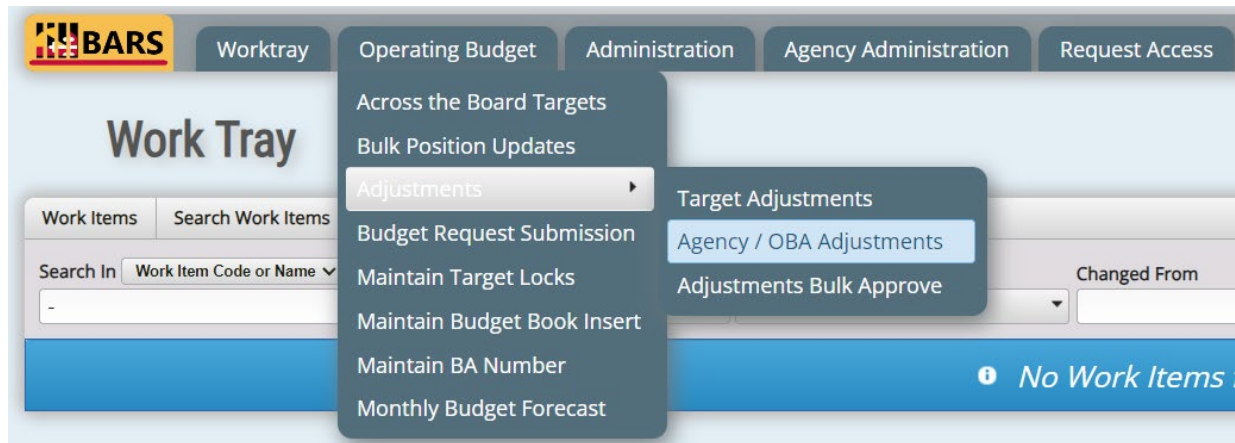 BARS Worktray Operating Budget Administration Agency Administration Request Access
Across the Board Targets
Work Tray
Bulk Position Updates
Adjustments
Target Adjustments
Work Items Search Work Items
Budget Request Submission
Agency / OBA Adjustments
Search In Work Item Code or Name
Maintain Target Locks
Adjustments Bulk Approve
Changed From
-
Maintain Budget Book Insert
Maintain BA Number
No Work Items
Monthly Budget Forecast